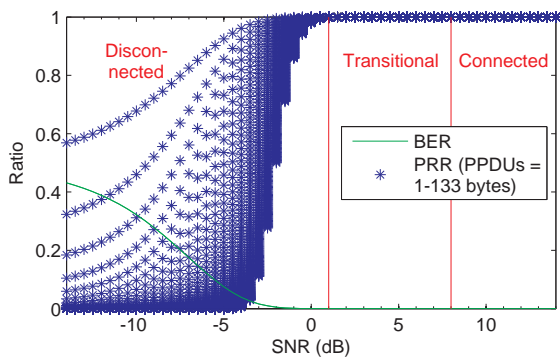 1
0.8
0.6
0.4
0.2
0
Ratio
Discon-
nected
Transitional
Connected
BER
PRR (PPDUs =
1-133 bytes)
-10
-5
0
5
10
SNR (dB)